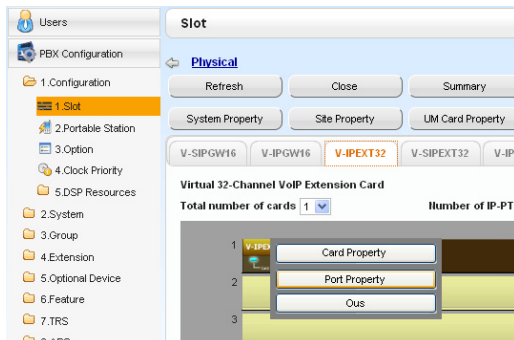 Users
Slot
PBX Configuration
Physical
1.Configuration
Refresh
Close
Summary
1.Slot
System Property
Site Property
UM Card Property
2.Portable Station
3.Option
V-SIPGW16
V-IPGW16
V-IPEXT32
V-SIPEXT32
4.Clock Priority
Virtual 32-Channel VoIP Extension Card
5.DSP Resources
Total number of cards 1
Number of IP-PT
2.System
3.Group
1
Card Property
4.Extension
Port Property
5.Optional Device
2
Ous
6.Feature
7.TRS
3